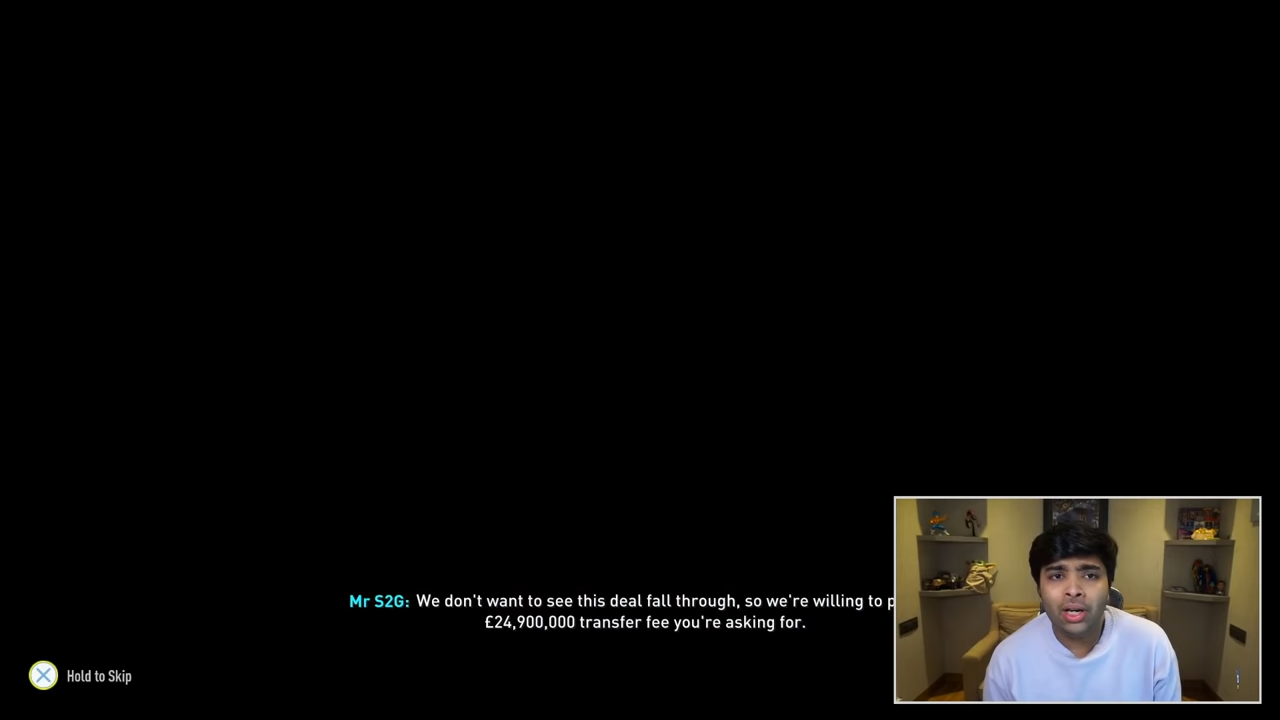 Mr S2G: We don't want to see this deal fall through, so we're willing to
£24,900,000 transfer fee you're asking for.
Hold to Skip